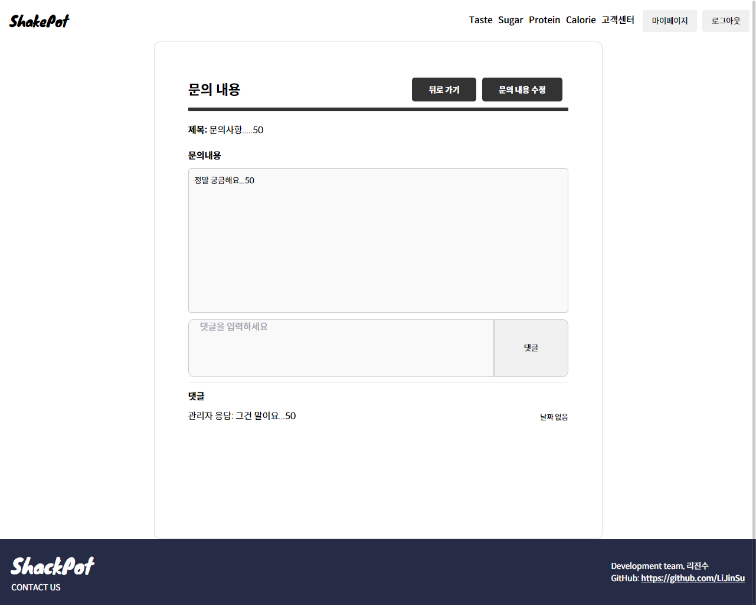 ShakePot
Taste Sugar Protein Calorie 고객센터 마이페이지 로그아웃
문의 내용
뒤로 가기 문의 내용 수정
제목: 문의사항.....50
문의내용
정말 궁금해요...50
댓글을 입력하세요
댓글
댓글
관리자 응답: 그건 말이요...50
날짜 없음
ShackPot
CONTACT US
Development team, 리진수
GitHub: https://github.com/LiJinSu